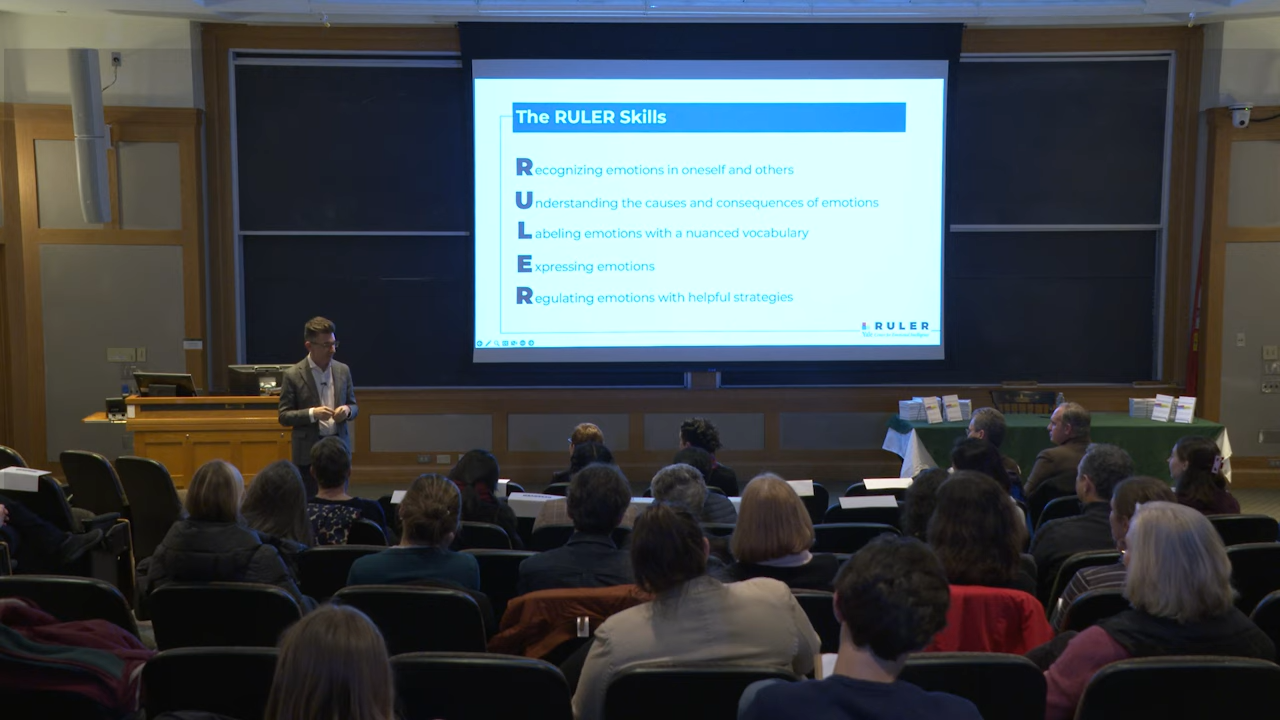 The RULER Skills
Recognizing emotions in oneself and others
Understanding the causes and consequences of emotions
Labeling emotions with a nuanced vocabulary
Expressing emotions
Regulating emotions with helpful strategies
RULER